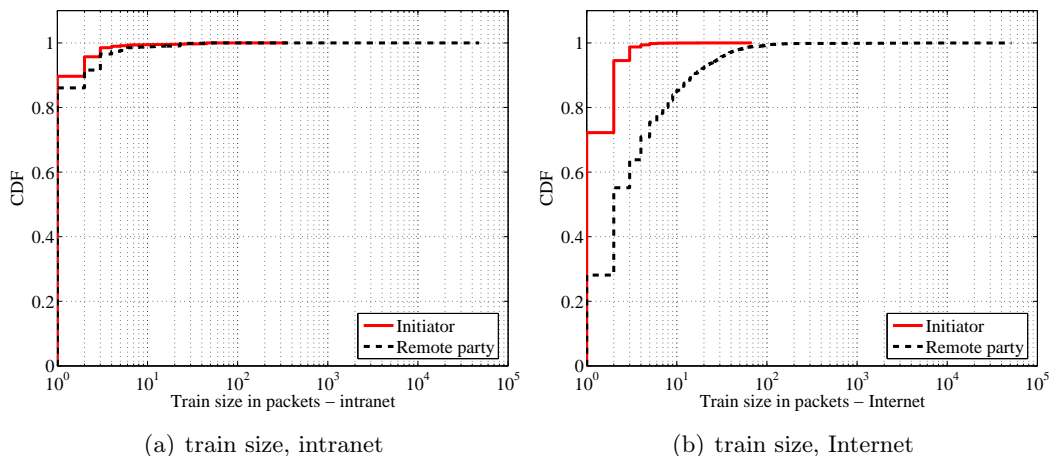 1
0.8
0.6
0.4
0.2
0
CDF
Initiator
Remote party
10^0 10^1 10^2 10^3 10^4 10^5
Train size in packets – intranet
(a) train size, intranet
1
0.8
0.6
0.4
0.2
0
CDF
Initiator
Remote party
10^0 10^1 10^2 10^3 10^4 10^5
Train size in packets – Internet
(b) train size, Internet